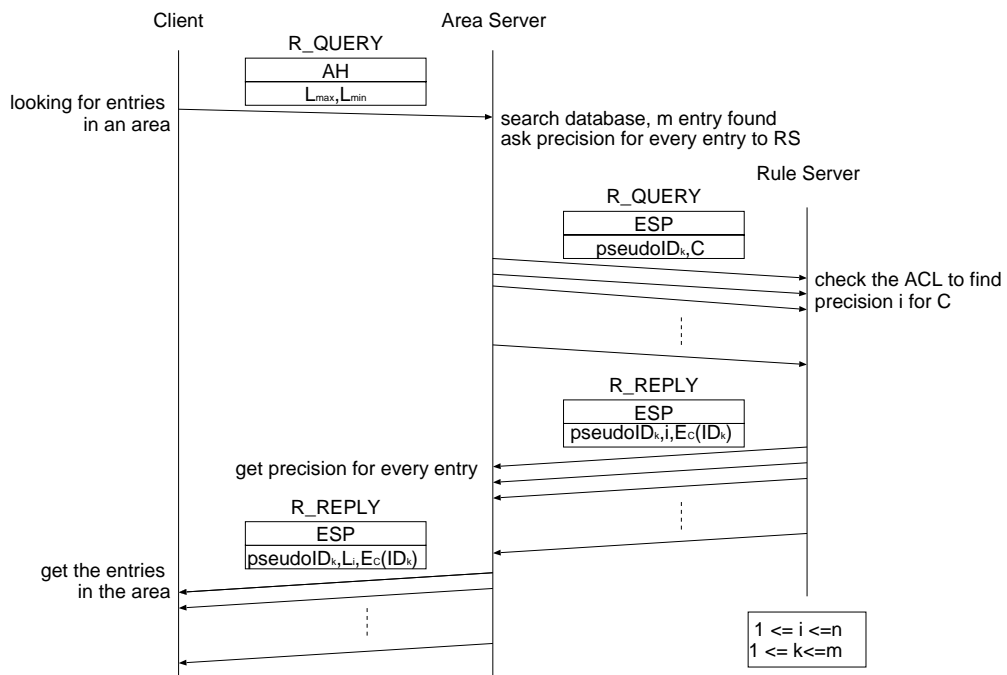 Client
Area Server
R_QUERY
AH
Lmax,Lmin
looking for entries
in an area
search database, m entry found
ask precision for every entry to RS
Rule Server
R_QUERY
ESP
pseudoIDk,C
check the ACL to find
precision i for C
R_REPLY
ESP
pseudoIDk,i,EC(IDk)
get precision for every entry
R_REPLY
ESP
pseudoIDk,Li,EC(IDk)
get the entries
in the area
1 <= i <=n
1 <= k<=m